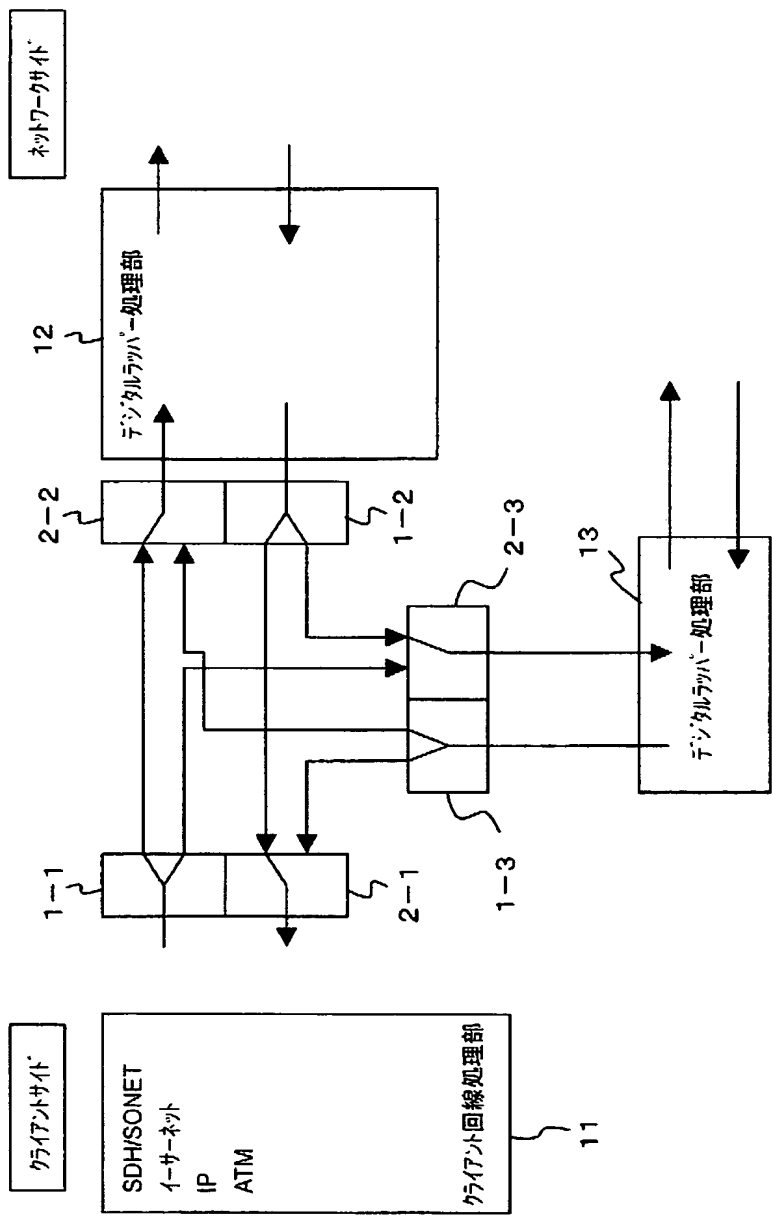 クライアントサイド
ネットワークサイド
SDH/SONET
イーサーネット
IP
ATM
クライアント回線処理部
11
1−1
2−1
2−2
1−2
1−3
2−3
デジタルラッパー処理部
12
デジタルラッパー処理部
13